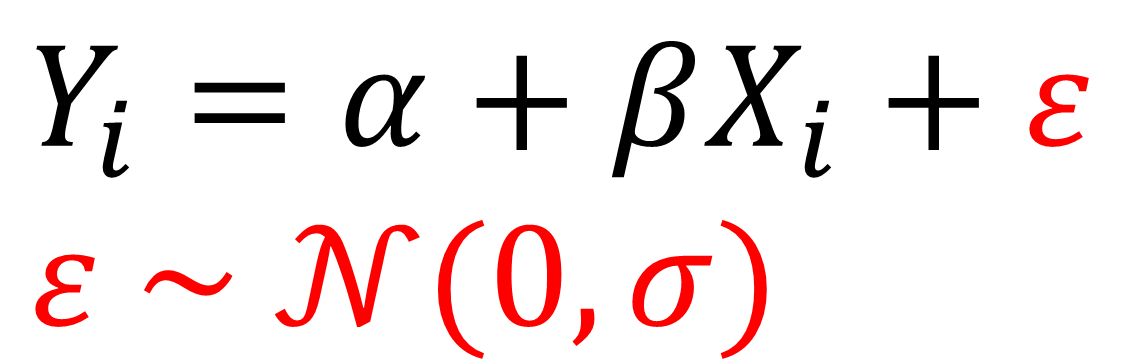 Yᵢ = α + βXᵢ + ε
ε ~ 𝒩(0, σ)